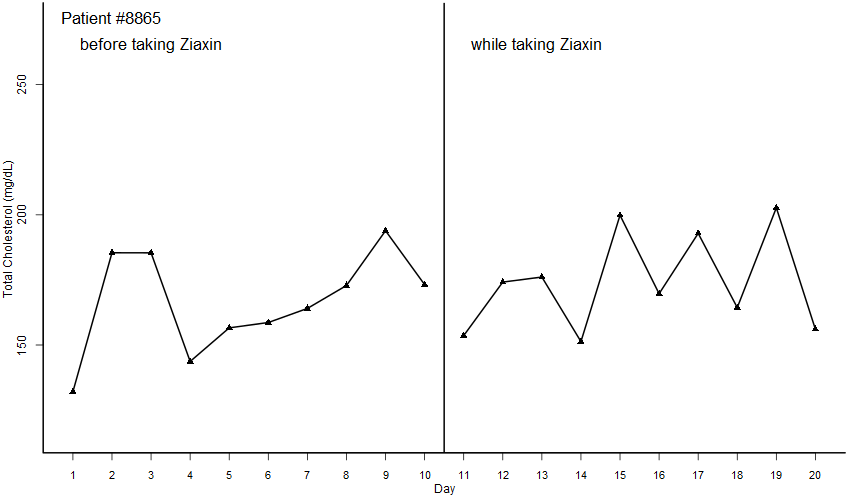 Patient #8865
before taking Ziaxin
while taking Ziaxin
Total Cholesterol (mg/dL)
250
200
150
1 2 3 4 5 6 7 8 9 10 11 12 13 14 15 16 17 18 19 20
Day